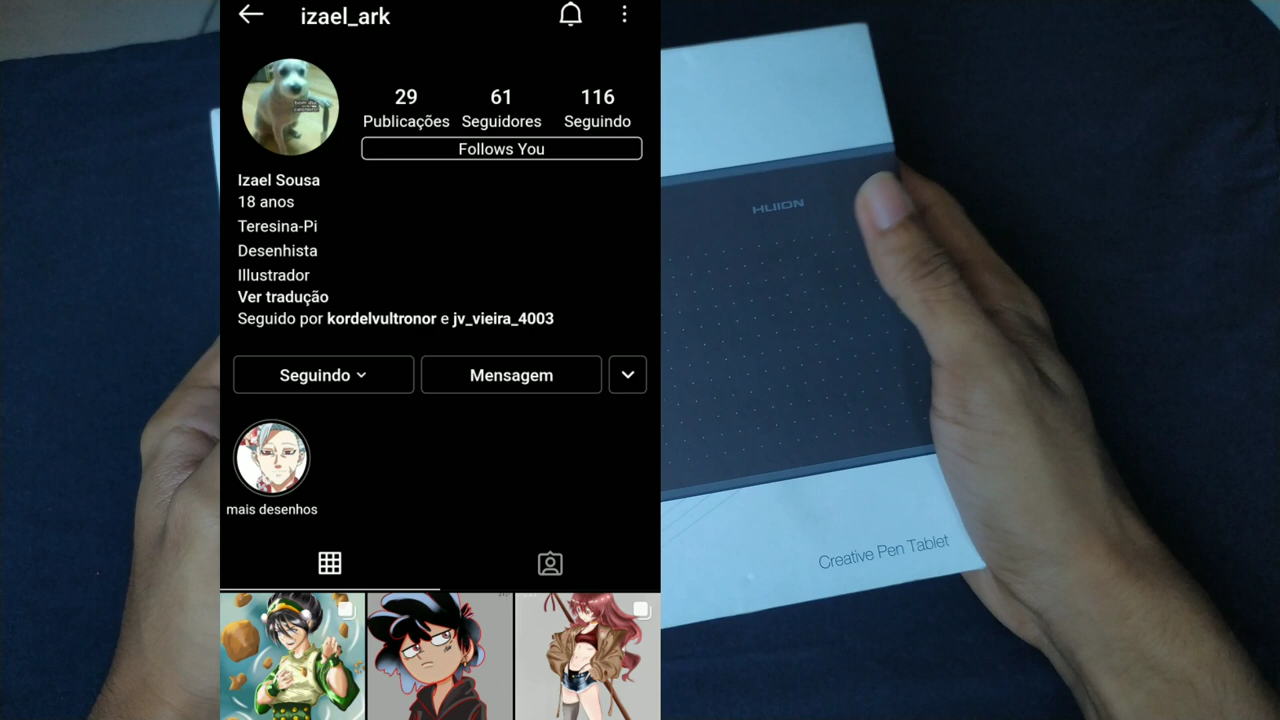 izael_ark
29
61
116
Publicações
Seguidores
Seguindo
Follows You
Izael Sousa
18 anos
Teresina-Pi
Desenhista
Illustrador
Ver tradução
Seguido por kordelvultronor e jv_vieira_4003
Seguindo
Mensagem
mais desenhos
HUION
Creative Pen Tablet